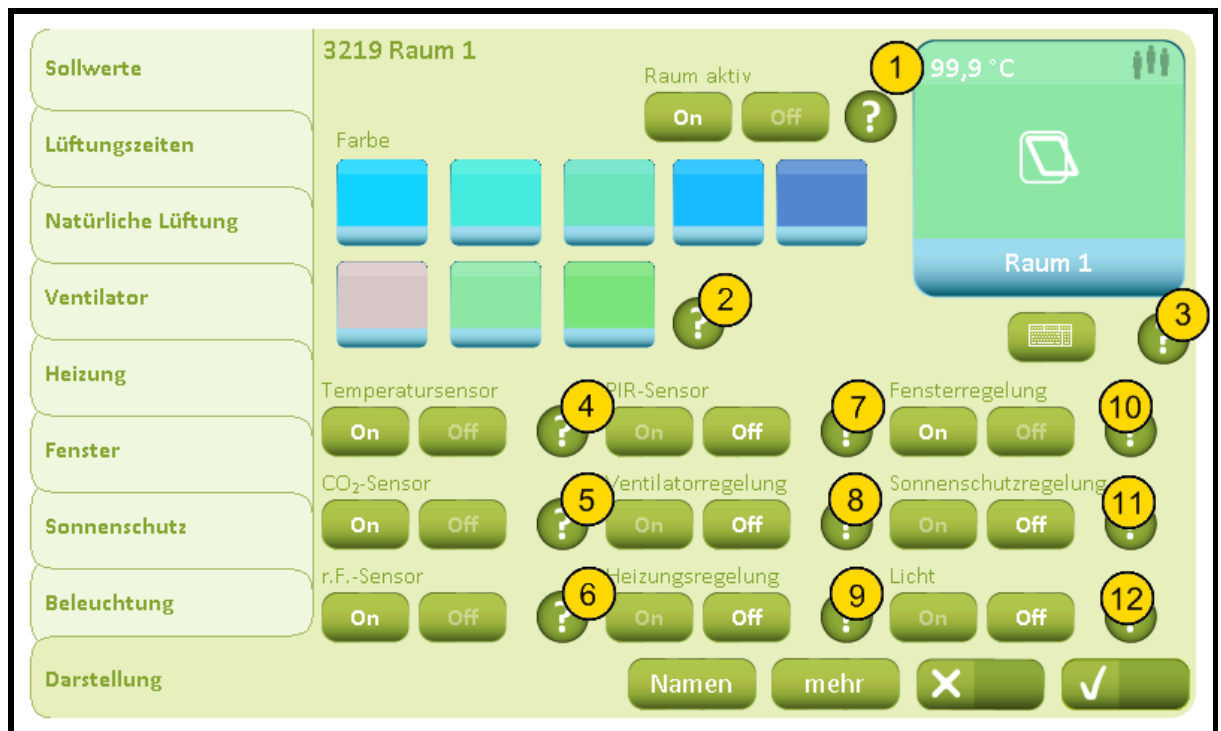 Sollwerte
Lüftungszeiten
Natürliche Lüftung
Ventilator
Heizung
Fenster
Sonnenschutz
Beleuchtung
Darstellung
3219 Raum 1
Raum aktiv
On Off ?
1
99,9 °C
Raum 1
Farbe
? 2
? 3
Temperatursensor
On Off ? 4
PIR-Sensor
On Off ? 7
Fensterregelung
On Off ? 10
CO₂-Sensor
On Off ? 5
Ventilatorregelung
On Off ? 8
Sonnenschutzregelung
On Off ? 11
r.F.-Sensor
On Off ? 6
Heizungsregelung
On Off ? 9
Licht
On Off ? 12
Namen mehr